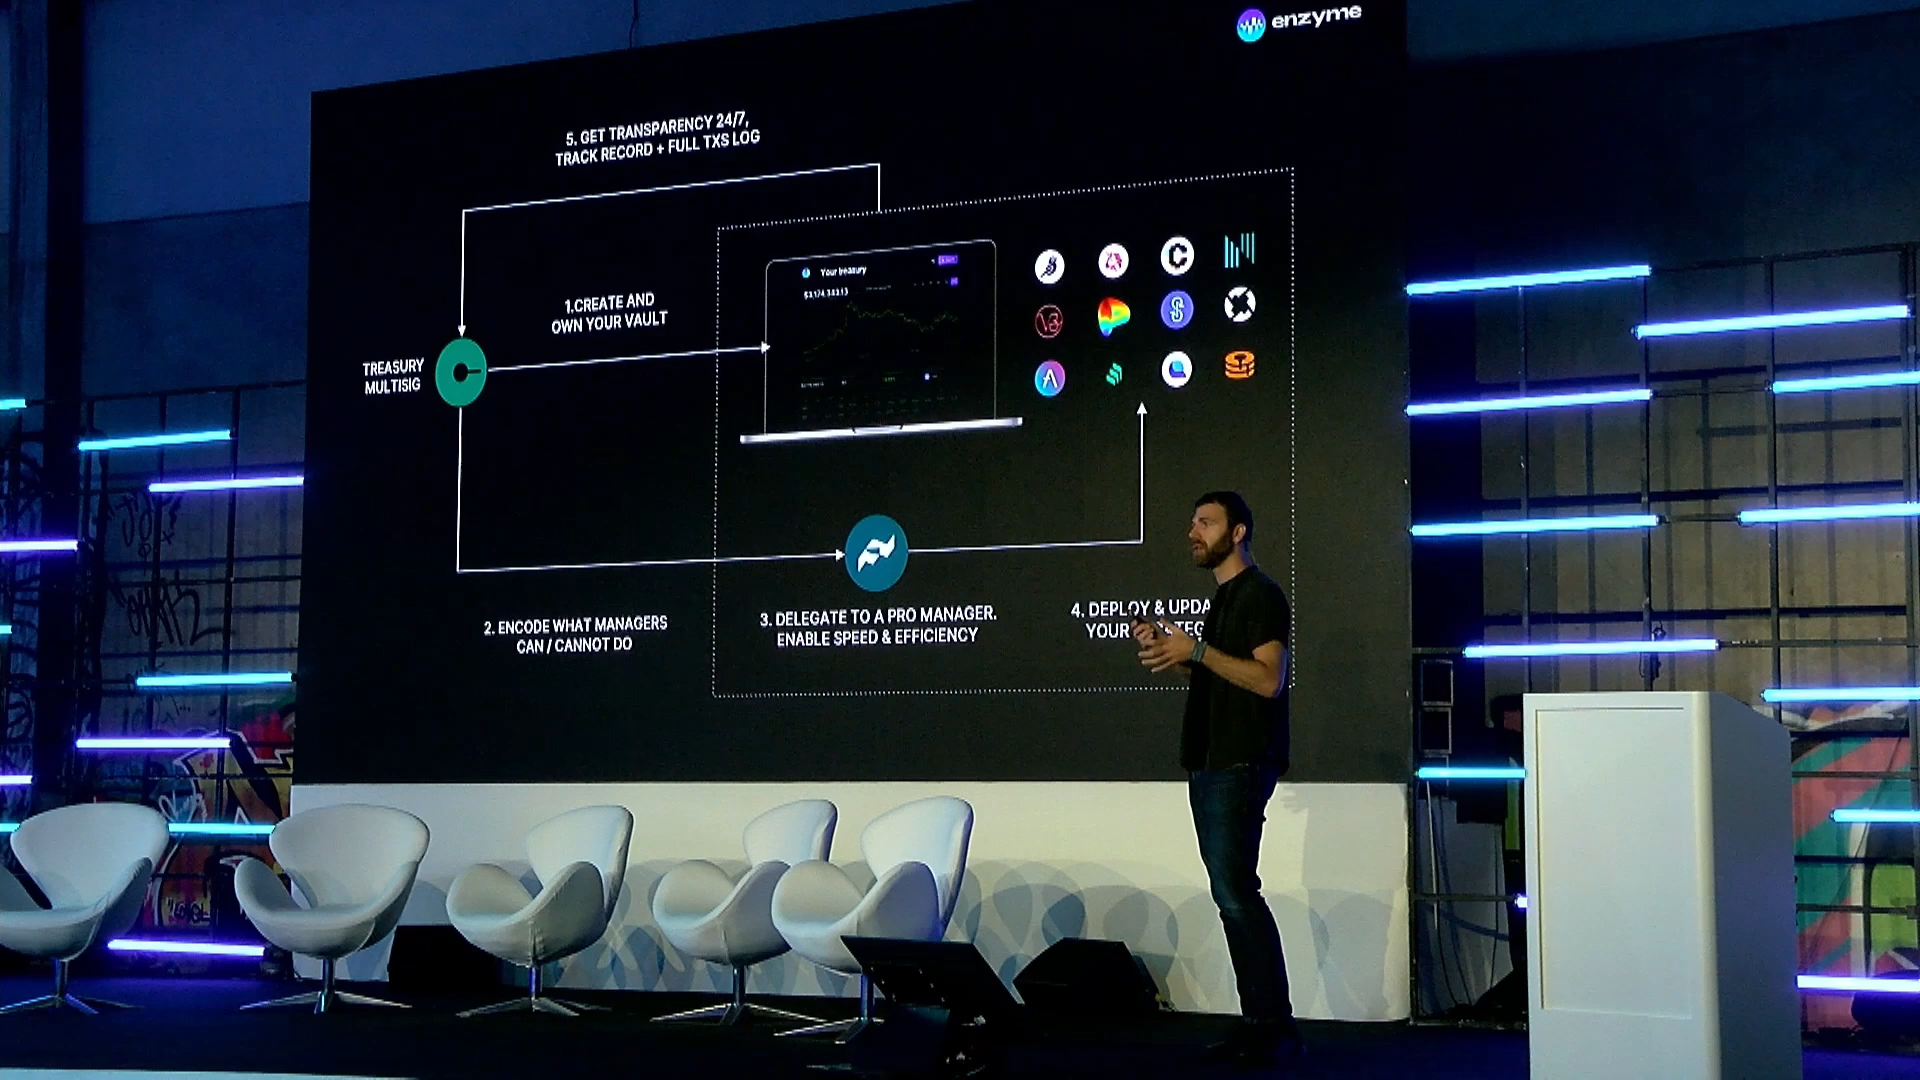 enzyme
5. GET TRANSPARENCY 24/7,
TRACK RECORD + FULL TXS LOG
1.CREATE AND
OWN YOUR VAULT
TREASURY
MULTISIG
Your treasury
2. ENCODE WHAT MANAGERS
CAN / CANNOT DO
3. DELEGATE TO A PRO MANAGER.
ENABLE SPEED & EFFICIENCY
4. DEPLOY & UPDA
YOUR